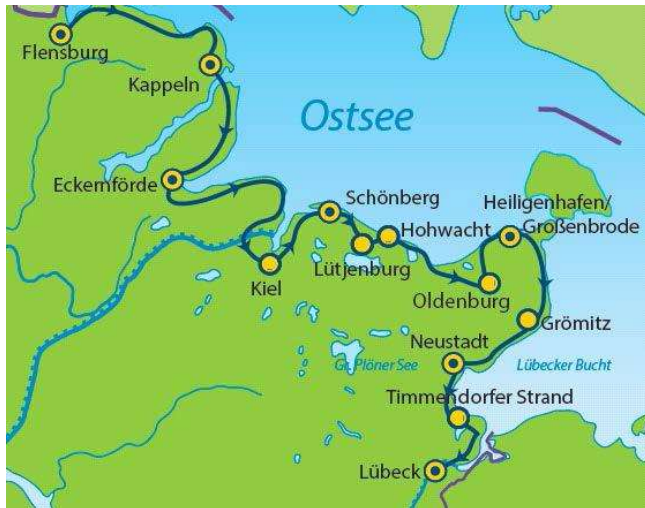 Flensburg
Kappeln
Ostsee
Eckernförde
Schönberg
Heiligenhafen/
Großenbrode
Hohwacht
Lütjenburg
Kiel
Oldenburg
Grömitz
Neustadt
Gr. Plöner See
Lübecker Bucht
Timmendorfer Strand
Lübeck